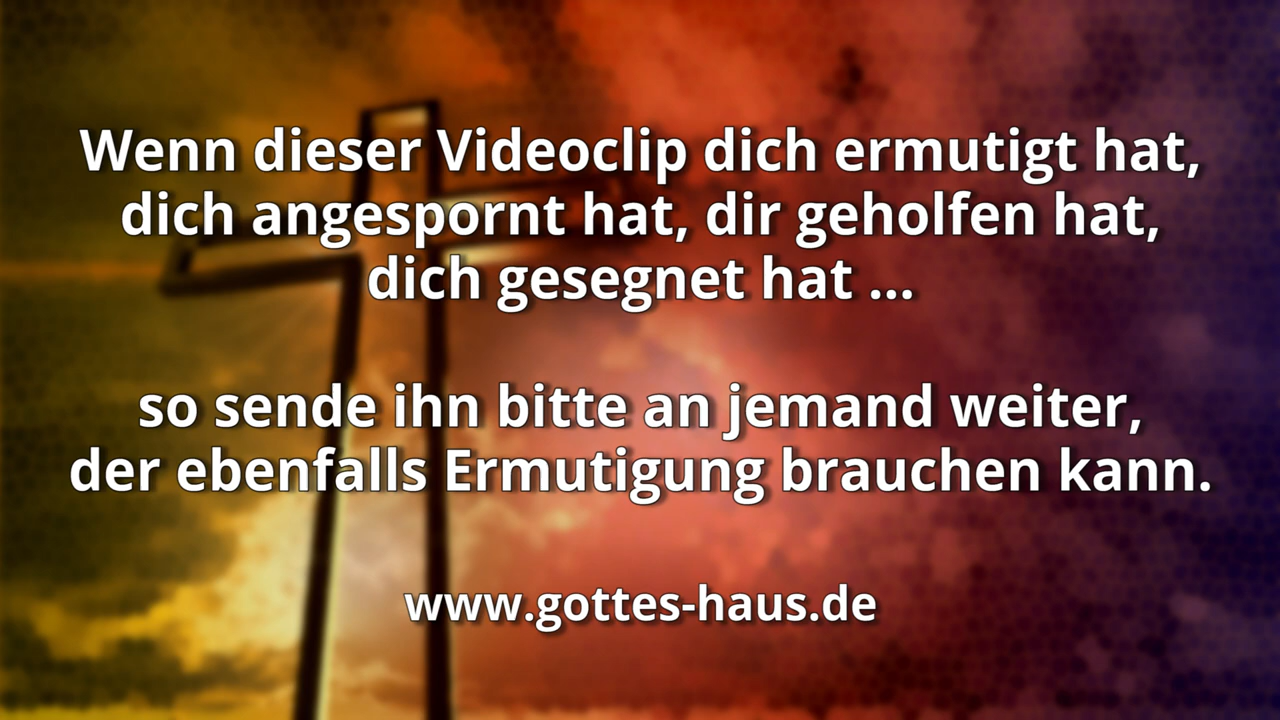 Wenn dieser Videoclip dich ermutigt hat,
dich angespornt hat, dir geholfen hat,
dich gesegnet hat ...
so sende ihn bitte an jemand weiter,
der ebenfalls Ermutigung brauchen kann.
www.gottes-haus.de